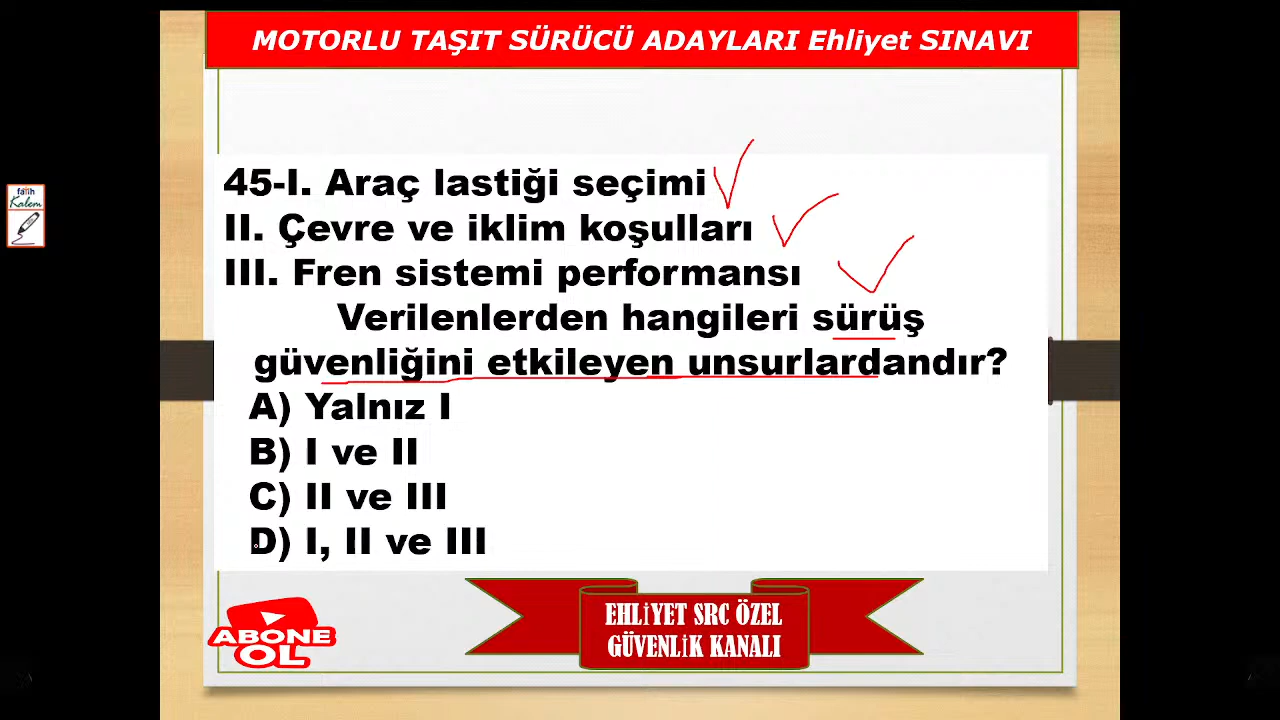 MOTORLU TAŞIT SÜRÜCÜ ADAYLARI Ehliyet SINAVI
fatih
Kalem
45-I. Araç lastiği seçimi
II. Çevre ve iklim koşulları
III. Fren sistemi performansı
Verilenlerden hangileri sürüş
güvenliğini etkileyen unsurlardandır?
A) Yalnız I
B) I ve II
C) II ve III
D) I, II ve III
ABONE
OL
EHLİYET SRC ÖZEL
GÜVENLİK KANALI